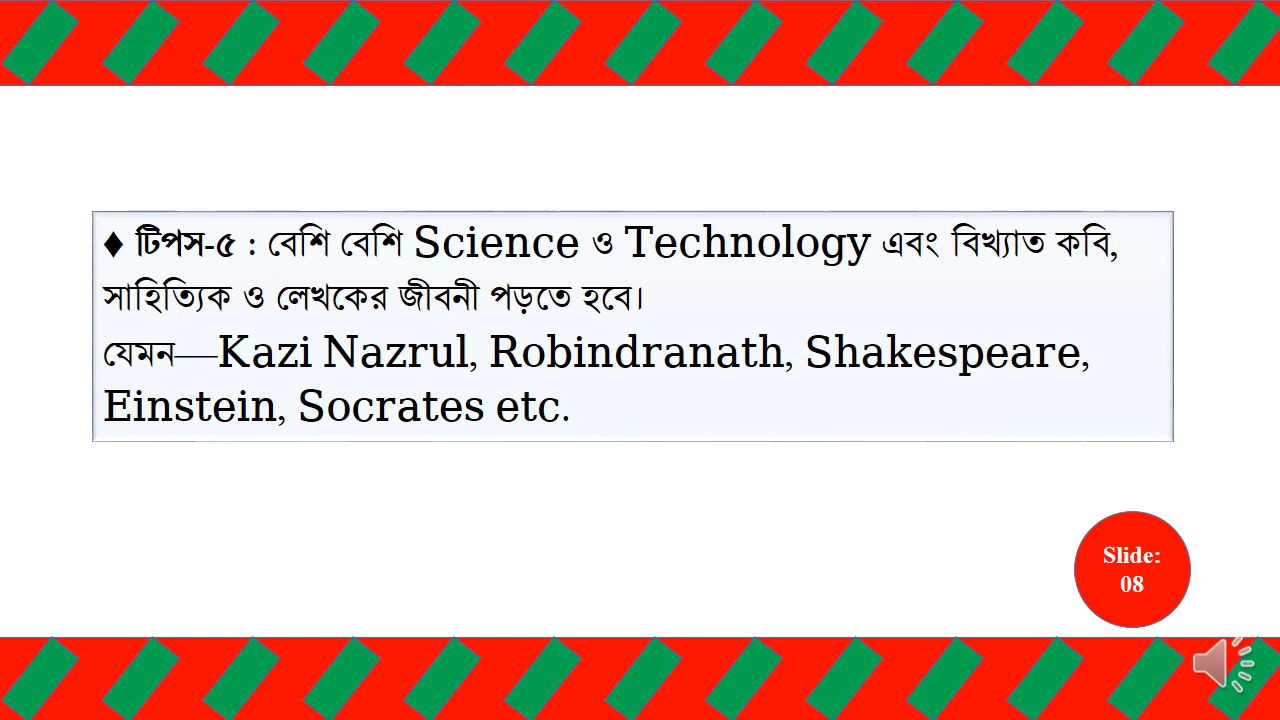 ♦ টিপস-৫ : বেশি বেশি Science ও Technology এবং বিখ্যাত কবি,
সাহিত্যিক ও লেখকের জীবনী পড়তে হবে।
যেমন—Kazi Nazrul, Robindranath, Shakespeare,
Einstein, Socrates etc.
Slide:
08